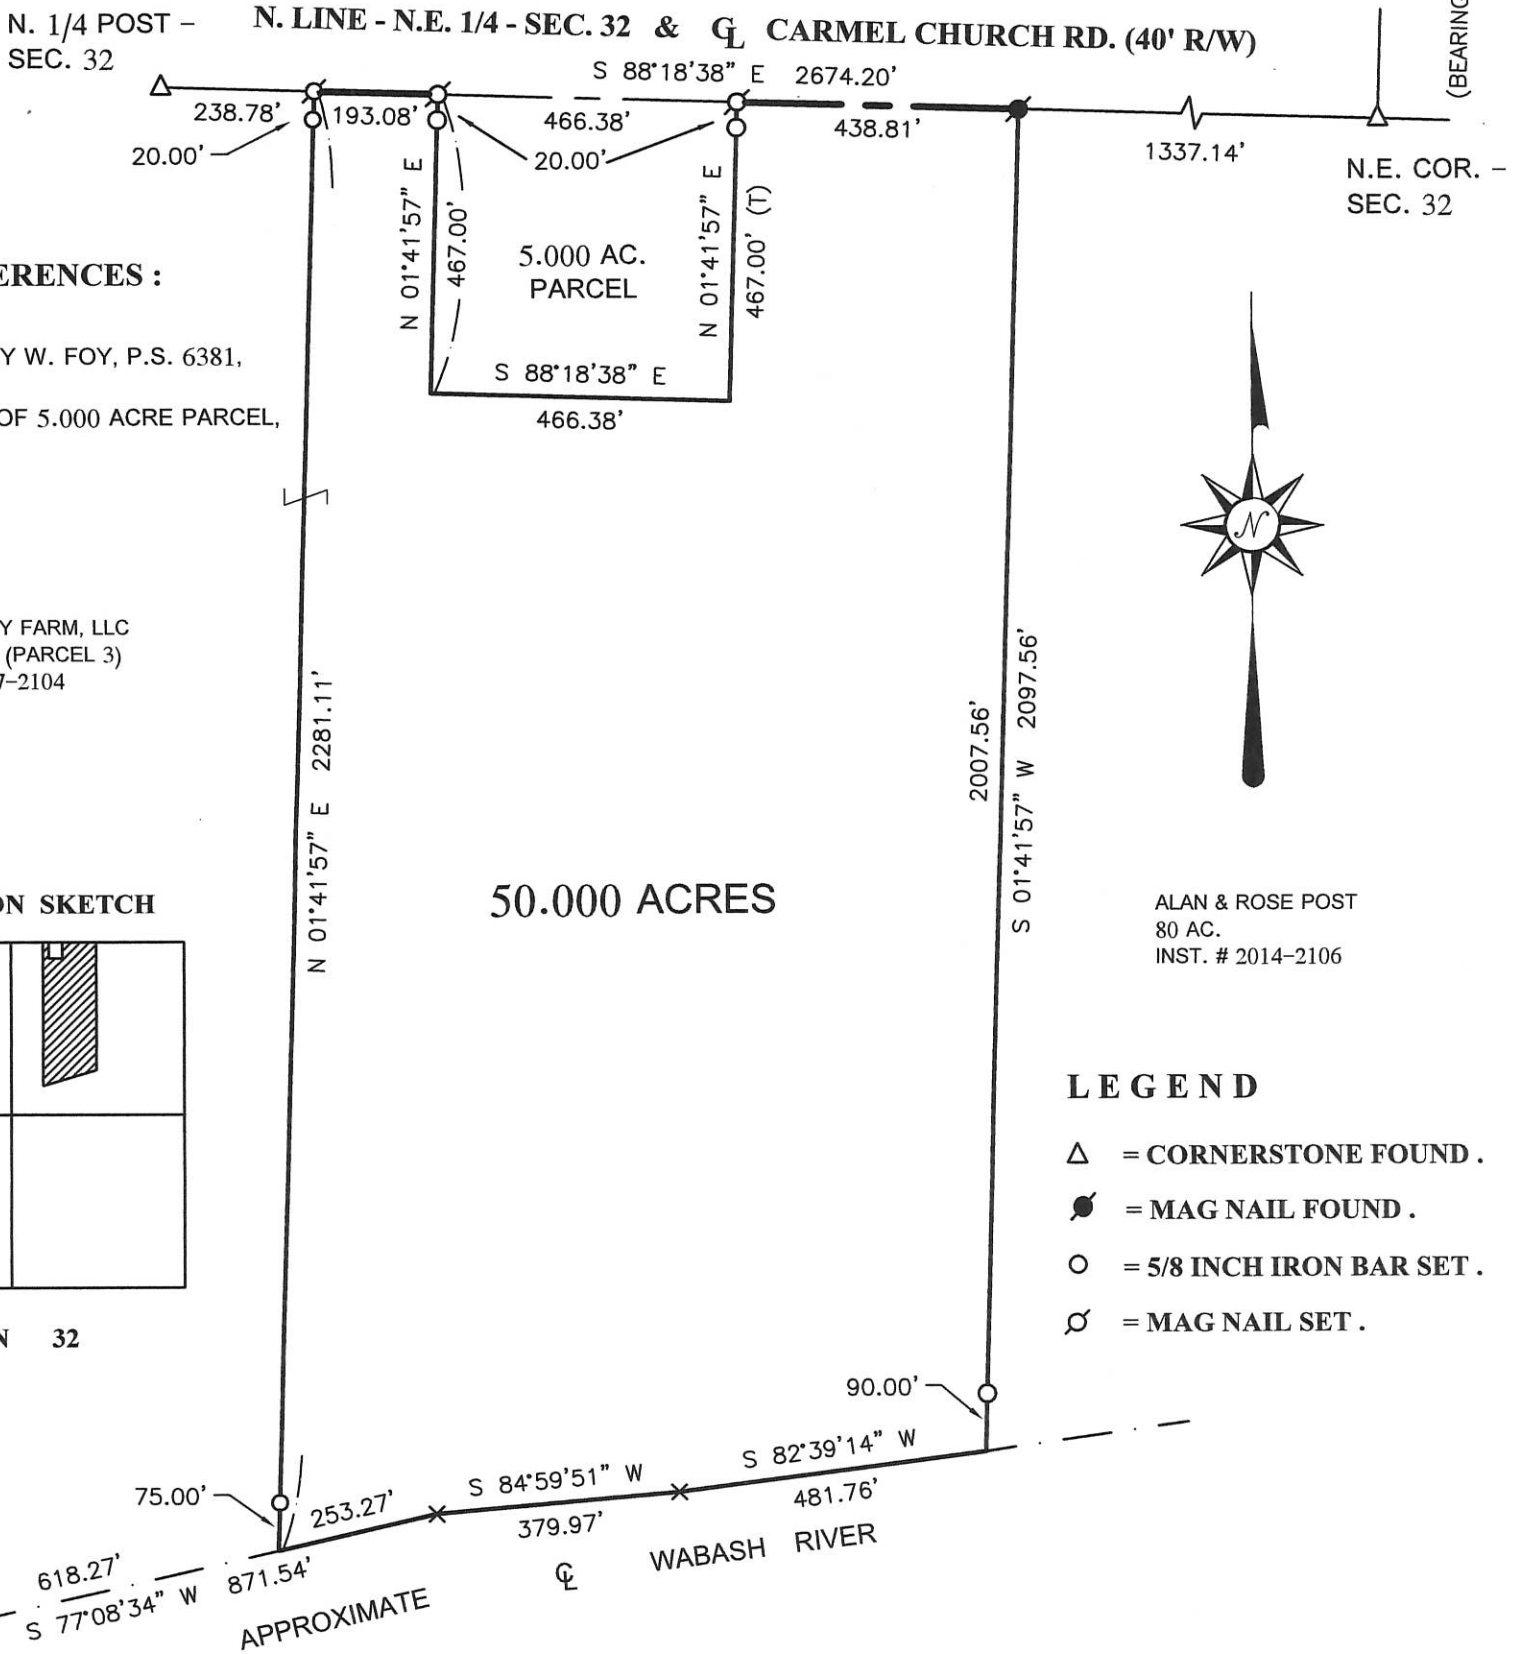 N. 1/4 POST –
SEC. 32
N. LINE - N.E. 1/4 - SEC. 32 & ℄ CARMEL CHURCH RD. (40' R/W)
(BEARING
S 88°18'38" E 2674.20'
238.78'
193.08'
466.38'
438.81'
1337.14'
20.00'
20.00'
N.E. COR. –
SEC. 32
N 01°41'57" E
467.00'
5.000 AC.
PARCEL
N 01°41'57" E
467.00' (T)
S 88°18'38" E
466.38'
ERENCES :
Y W. FOY, P.S. 6381,
OF 5.000 ACRE PARCEL,
N
Y FARM, LLC
(PARCEL 3)
7–2104
N 01°41'57" E 2281.11'
2007.56'
S 01°41'57" W 2097.56'
50.000 ACRES
ALAN & ROSE POST
80 AC.
INST. # 2014–2106
ON SKETCH
N 32
LEGEND
△ = CORNERSTONE FOUND .
= MAG NAIL FOUND .
○ = 5/8 INCH IRON BAR SET .
= MAG NAIL SET .
90.00'
75.00'
253.27'
S 84°59'51" W
379.97'
S 82°39'14" W
481.76'
618.27'
S 77°08'34" W 871.54'
APPROXIMATE ℄ WABASH RIVER